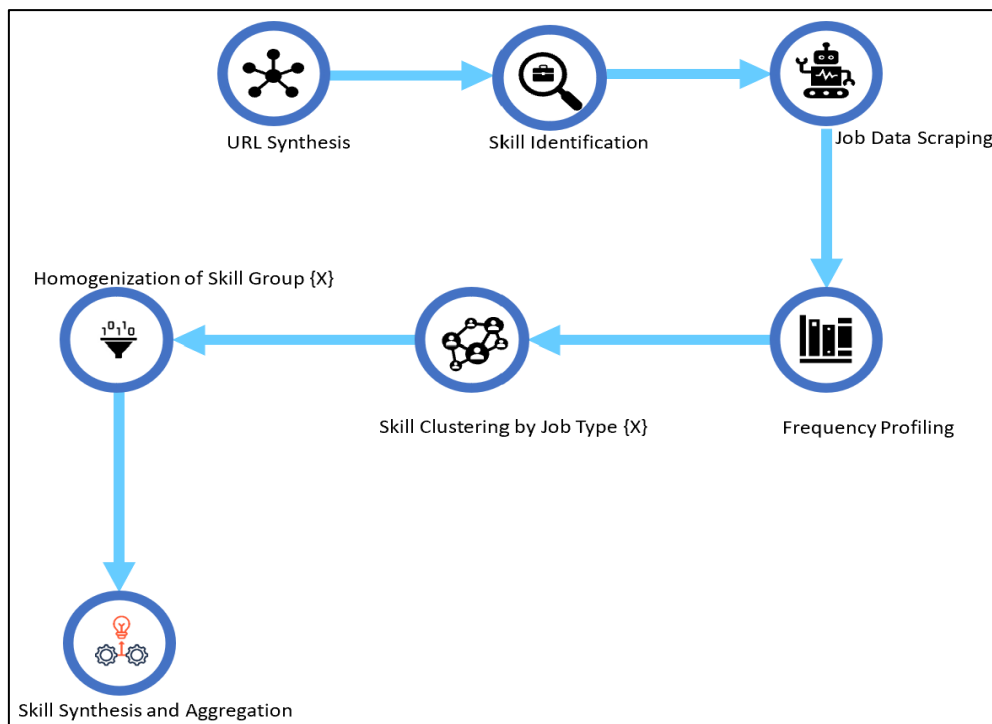 URL Synthesis
Skill Identification
Job Data Scraping
Homogenization of Skill Group {X}
1010
Skill Clustering by Job Type {X}
Frequency Profiling
Skill Synthesis and Aggregation